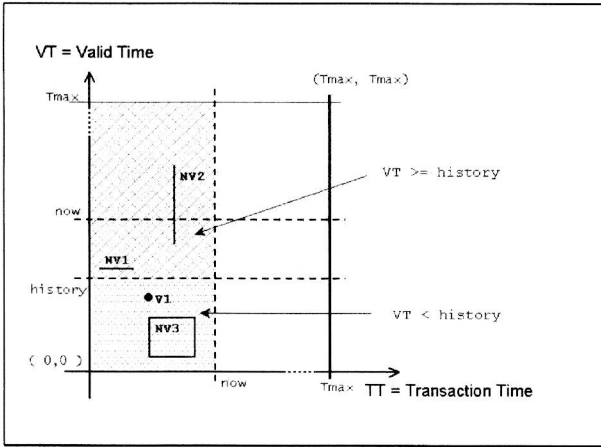 VT = Valid Time
(Tmax, Tmax)
Tmax
NV2
VT >= history
now
NV1
history
V1
VT < history
NV3
( 0,0 )
now
Tmax
TT = Transaction Time